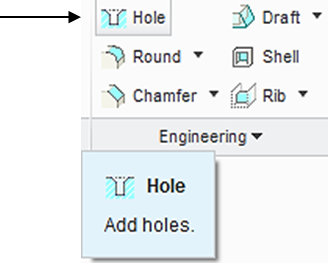 Hole Draft
Round Shell
Chamfer Rib
Engineering
Hole
Add holes.